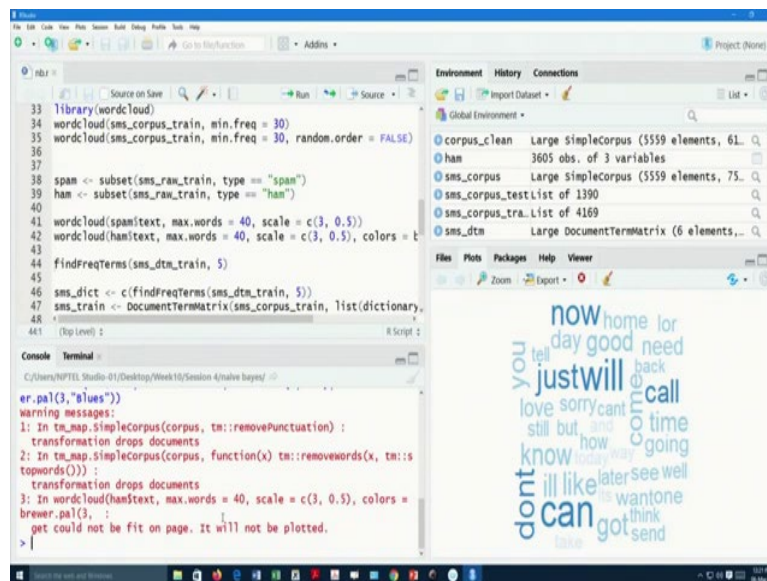 RStudio
File Edit Code View Plots Session Build Debug Profile Tools Help
Go to file/function
Addins
Project: (None)
nb.r
Source on Save
Run
Source
33 library(wordcloud)
34 wordcloud(sms_corpus_train, min.freq = 30)
35 wordcloud(sms_corpus_train, min.freq = 30, random.order = FALSE)
36
37
38 spam <- subset(sms_raw_train, type == "spam")
39 ham <- subset(sms_raw_train, type == "ham")
40
41 wordcloud(spam$text, max.words = 40, scale = c(3, 0.5))
42 wordcloud(ham$text, max.words = 40, scale = c(3, 0.5), colors = b
43
44 findFreqTerms(sms_dtm_train, 5)
45
46 sms_dict <- c(findFreqTerms(sms_dtm_train, 5))
47 sms_train <- DocumentTermMatrix(sms_corpus_train, list(dictionary,
48
44:1 (Top Level)
R Script
Console Terminal
C:/Users/NPTEL Studio-01/Desktop/Week10/Session 4/naive bayes/
er.pal(3,"Blues"))
Warning messages:
1: In tm_map.SimpleCorpus(corpus, tm::removePunctuation) :
transformation drops documents
2: In tm_map.SimpleCorpus(corpus, function(x) tm::removeWords(x, tm::s
topwords())) :
transformation drops documents
3: In wordcloud(ham$text, max.words = 40, scale = c(3, 0.5), colors =
brewer.pal(3, :
get could not be fit on page. It will not be plotted.
>
Environment History Connections
Import Dataset
List
Global Environment
corpus_clean Large SimpleCorpus (5559 elements, 61…
ham 3605 obs. of 3 variables
sms_corpus Large SimpleCorpus (5559 elements, 75…
sms_corpus_test List of 1390
sms_corpus_tra… List of 4169
sms_dtm Large DocumentTermMatrix (6 elements,…
Files Plots Packages Help Viewer
Zoom Export
now home lor
you tell day good need
just will back
love sorry cant come call
still but and time
how going
know today way
dont ill like later see well
its want one
can got think
take send